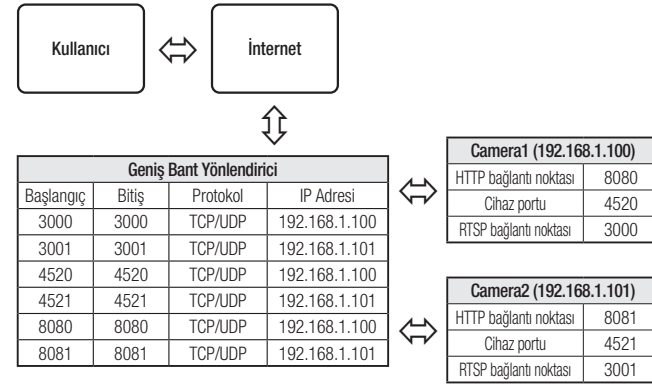 Kullanıcı
İnternet
Geniş Bant Yönlendirici
Başlangıç Bitiş Protokol IP Adresi
3000 3000 TCP/UDP 192.168.1.100
3001 3001 TCP/UDP 192.168.1.101
4520 4520 TCP/UDP 192.168.1.100
4521 4521 TCP/UDP 192.168.1.101
8080 8080 TCP/UDP 192.168.1.100
8081 8081 TCP/UDP 192.168.1.101
Camera1 (192.168.1.100)
HTTP bağlantı noktası 8080
Cihaz portu 4520
RTSP bağlantı noktası 3000
Camera2 (192.168.1.101)
HTTP bağlantı noktası 8081
Cihaz portu 4521
RTSP bağlantı noktası 3001